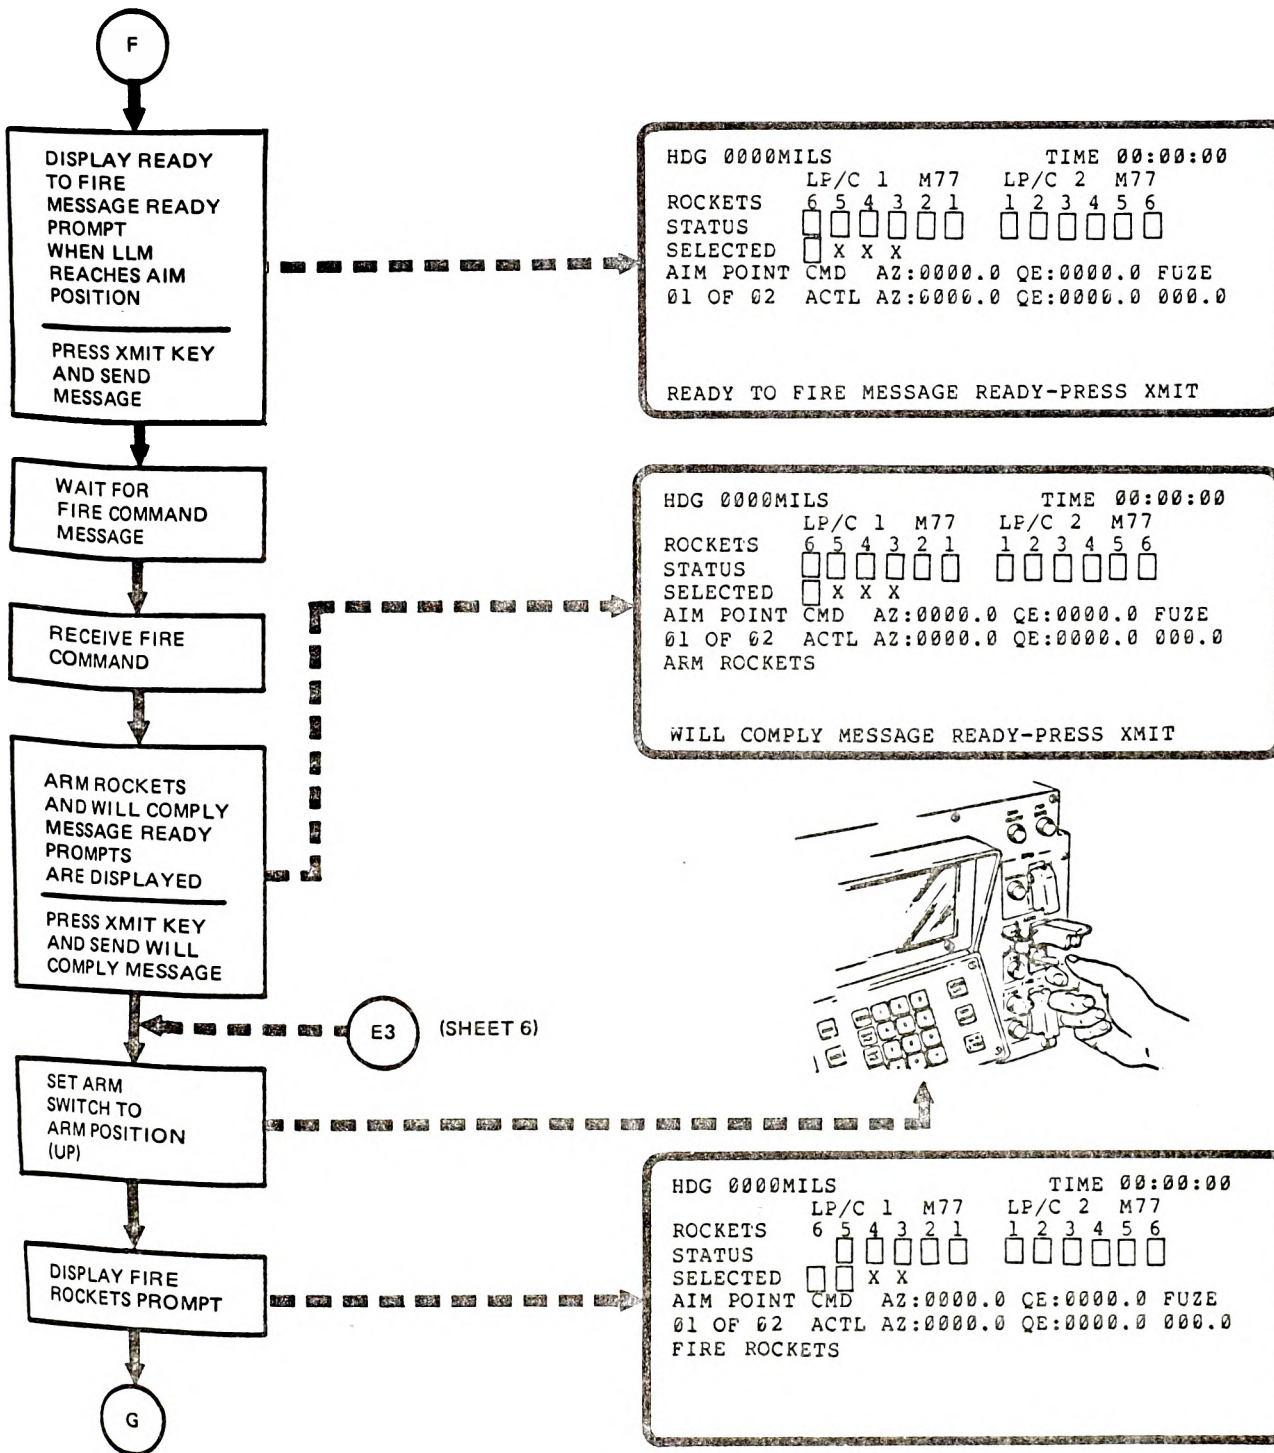 F
DISPLAY READY
TO FIRE
MESSAGE READY
PROMPT
WHEN LLM
REACHES AIM
POSITION
PRESS XMIT KEY
AND SEND
MESSAGE
HDG 0000MILS TIME 00:00:00
LP/C 1 M77 LP/C 2 M77
ROCKETS 6 5 4 3 2 1 1 2 3 4 5 6
STATUS
SELECTED X X X
AIM POINT CMD AZ:0000.0 QE:0000.0 FUZE
01 OF 02 ACTL AZ:0000.0 QE:0000.0 000.0
READY TO FIRE MESSAGE READY-PRESS XMIT
WAIT FOR
FIRE COMMAND
MESSAGE
RECEIVE FIRE
COMMAND
ARM ROCKETS
AND WILL COMPLY
MESSAGE READY
PROMPTS
ARE DISPLAYED
PRESS XMIT KEY
AND SEND WILL
COMPLY MESSAGE
HDG 0000MILS TIME 00:00:00
LP/C 1 M77 LP/C 2 M77
ROCKETS 6 5 4 3 2 1 1 2 3 4 5 6
STATUS
SELECTED X X X
AIM POINT CMD AZ:0000.0 QE:0000.0 FUZE
01 OF 02 ACTL AZ:0000.0 QE:0000.0 000.0
ARM ROCKETS
WILL COMPLY MESSAGE READY-PRESS XMIT
E3 (SHEET 6)
SET ARM
SWITCH TO
ARM POSITION
(UP)
DISPLAY FIRE
ROCKETS PROMPT
HDG 0000MILS TIME 00:00:00
LP/C 1 M77 LP/C 2 M77
ROCKETS 6 5 4 3 2 1 1 2 3 4 5 6
STATUS
SELECTED X X
AIM POINT CMD AZ:0000.0 QE:0000.0 FUZE
01 OF 02 ACTL AZ:0000.0 QE:0000.0 000.0
FIRE ROCKETS
G